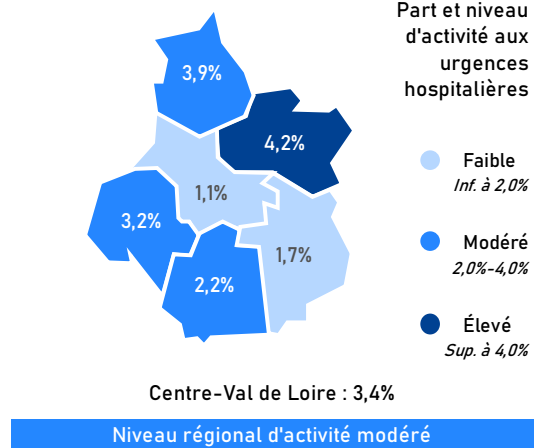 Part et niveau
d'activité aux
urgences
hospitalières
3,9%
4,2%
1,1%
3,2%
1,7%
2,2%
Faible
Inf. à 2,0%
Modéré
2,0%-4,0%
Élevé
Sup. à 4,0%
Centre-Val de Loire : 3,4%
Niveau régional d'activité modéré